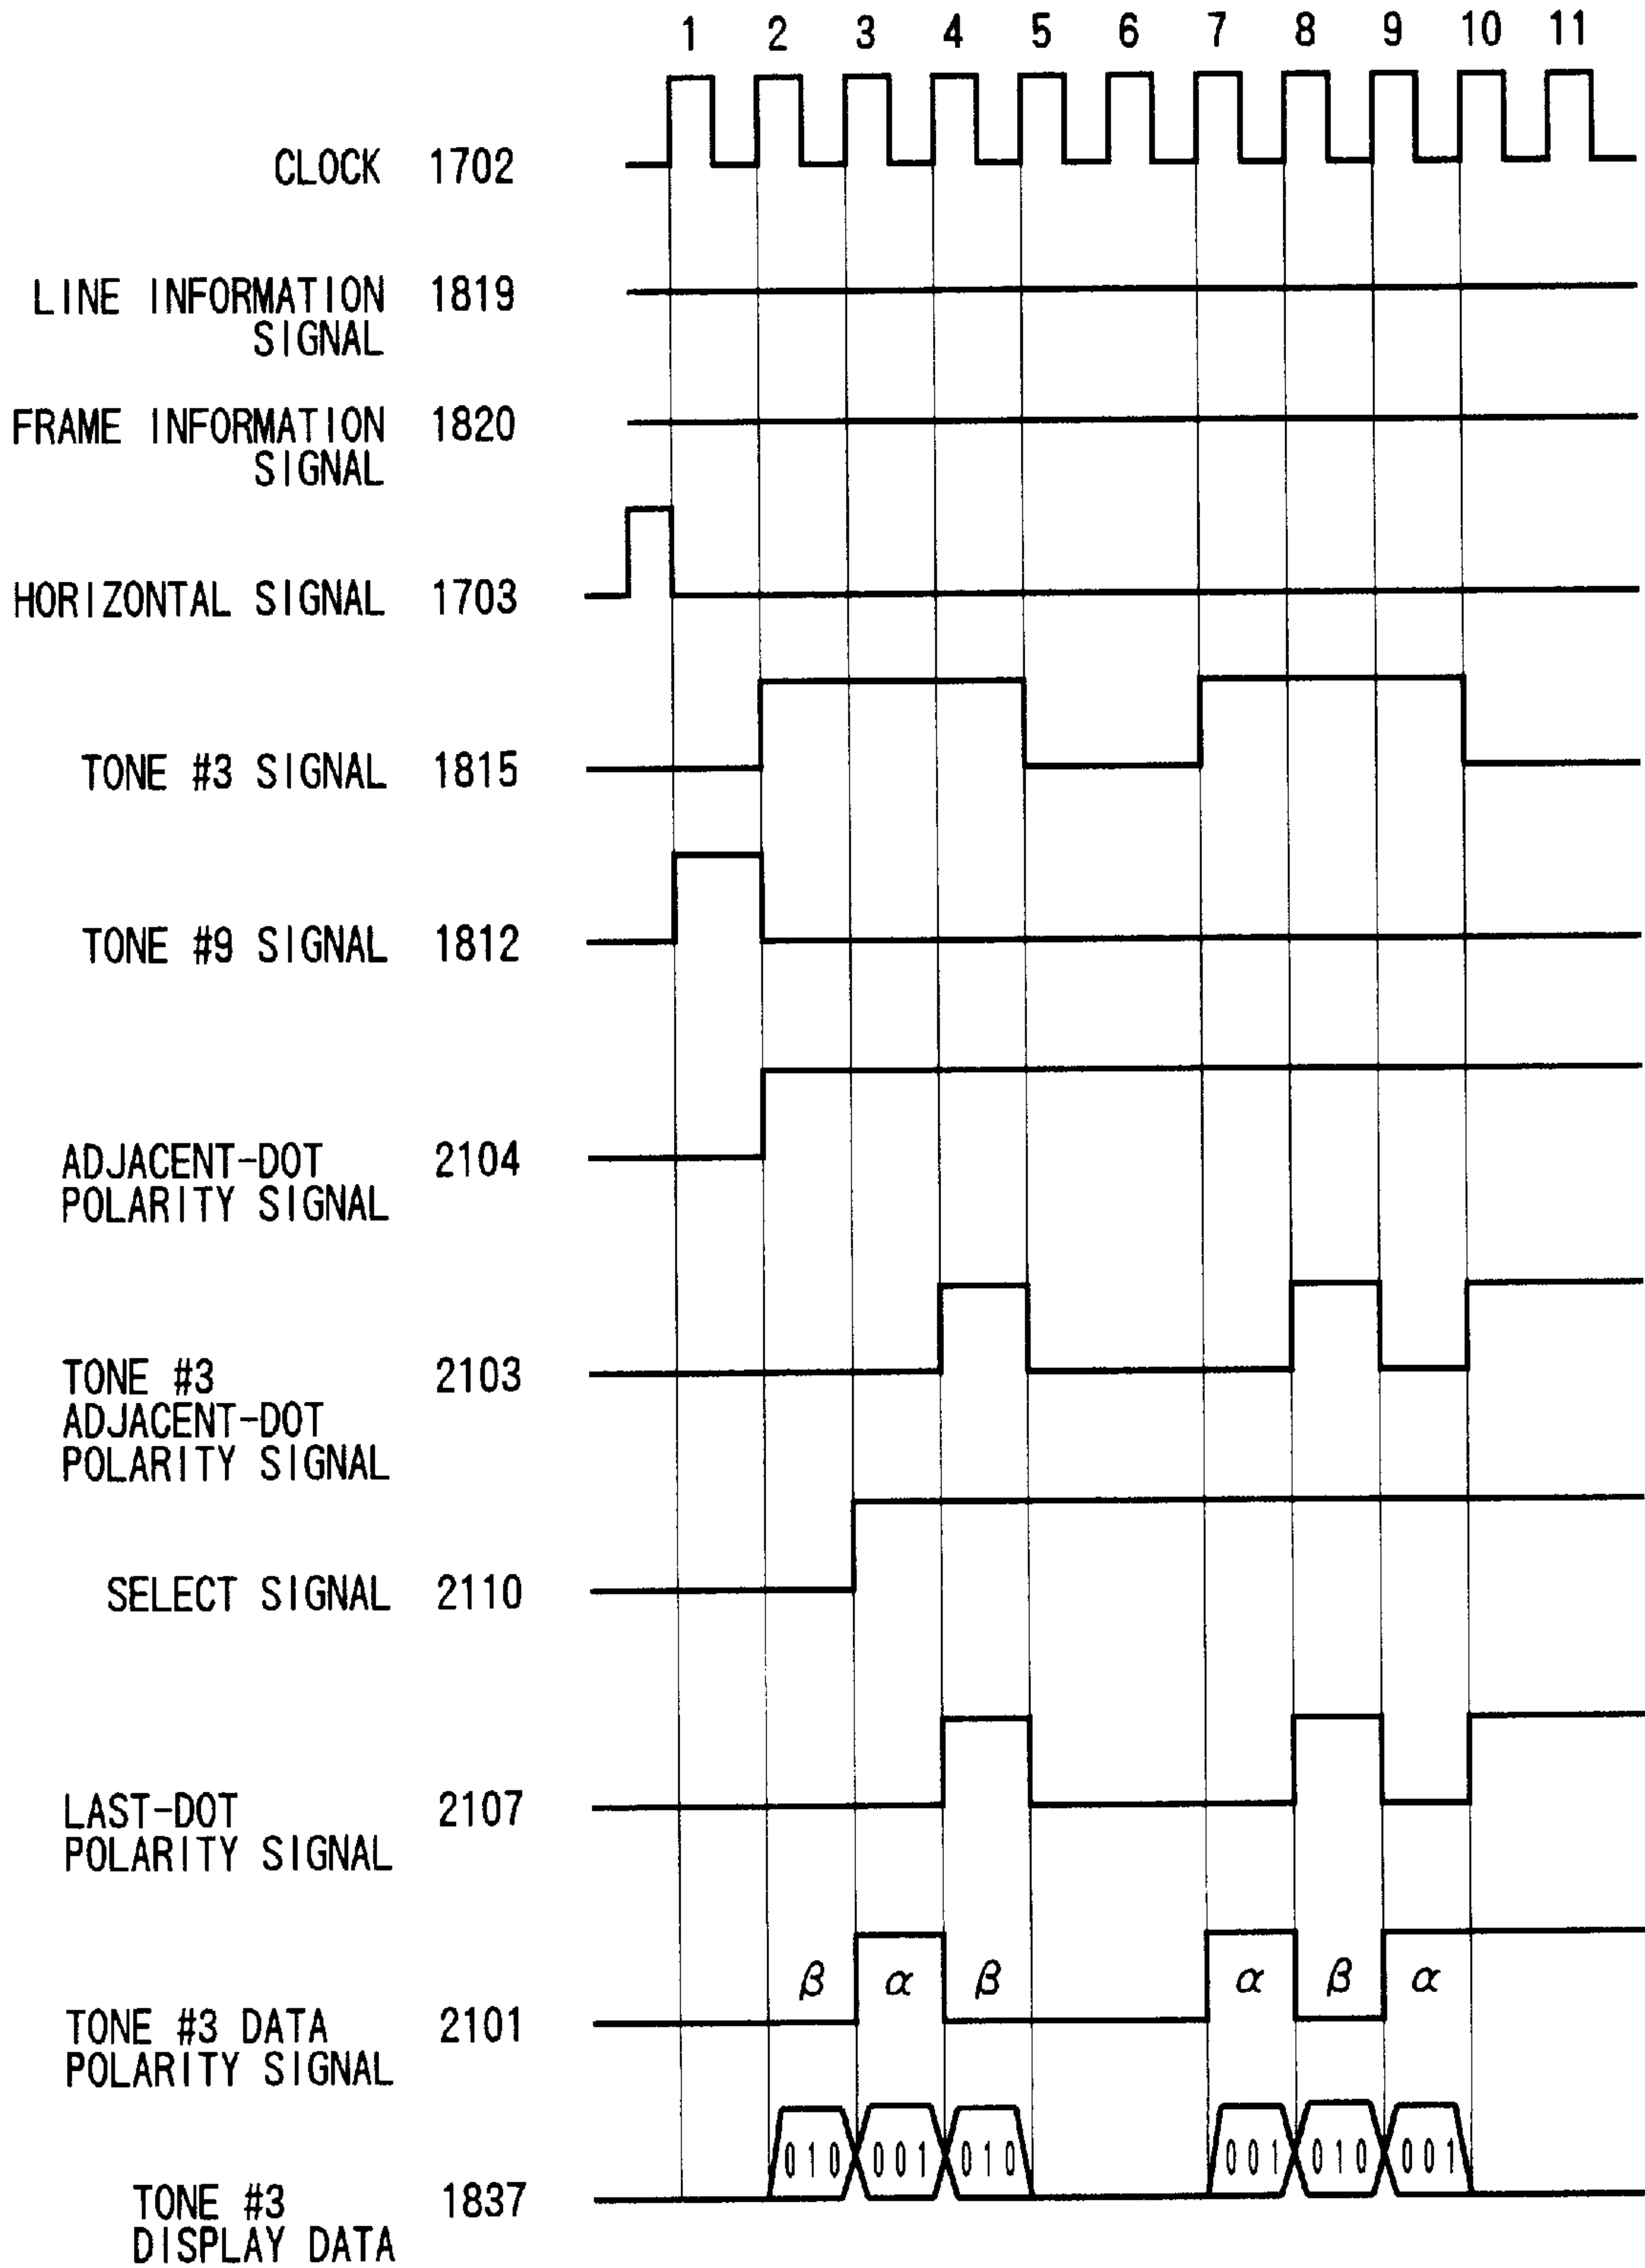 1 2 3 4 5 6 7 8 9 10 11
CLOCK 1702
LINE INFORMATION 1819
SIGNAL
FRAME INFORMATION 1820
SIGNAL
HORIZONTAL SIGNAL 1703
TONE #3 SIGNAL 1815
TONE #9 SIGNAL 1812
ADJACENT-DOT 2104
POLARITY SIGNAL
TONE #3 2103
ADJACENT-DOT
POLARITY SIGNAL
SELECT SIGNAL 2110
LAST-DOT 2107
POLARITY SIGNAL
β α β α β α
TONE #3 DATA 2101
POLARITY SIGNAL
010 001 010 001 010 001
TONE #3 1837
DISPLAY DATA